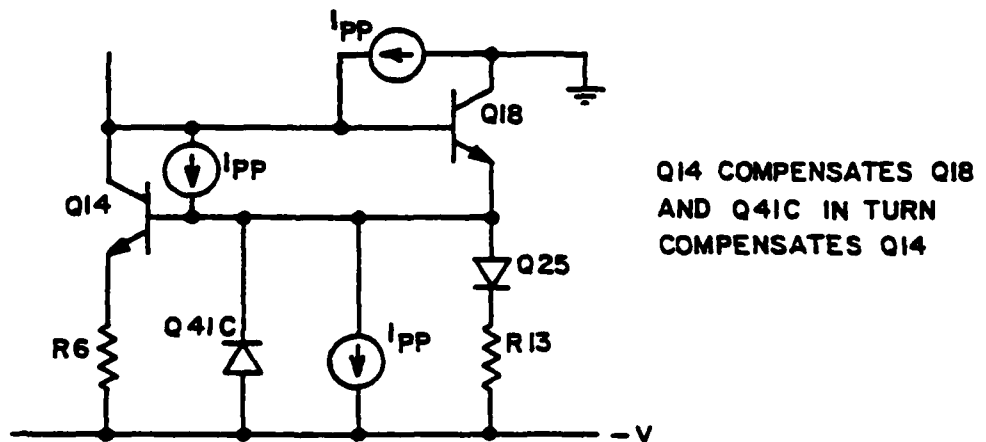 IPP
Q18
IPP
Q14
Q14 COMPENSATES Q18
AND Q41C IN TURN
COMPENSATES Q14
Q25
Q41C
IPP
R6
R13
-V